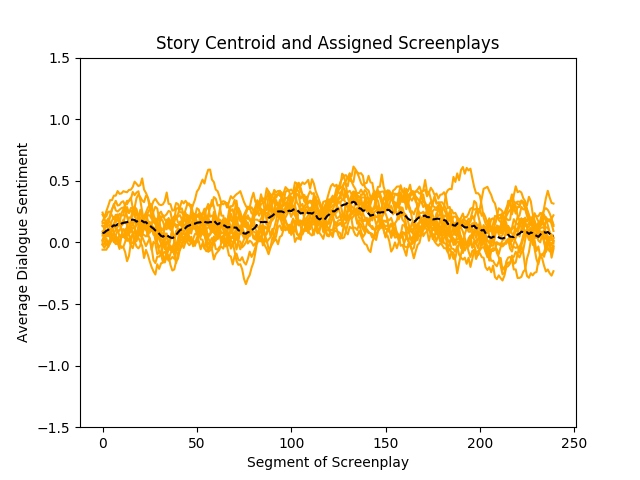 Story Centroid and Assigned Screenplays
1.5
1.0
0.5
0.0
−0.5
−1.0
−1.5
Average Dialogue Sentiment
0 50 100 150 200 250
Segment of Screenplay